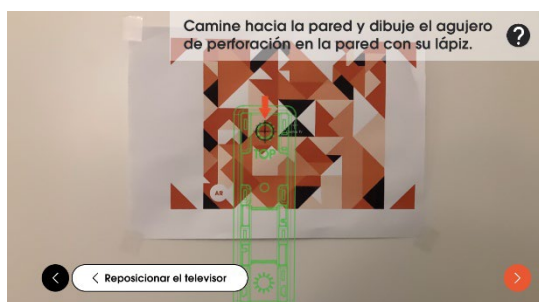 Camine hacia la pared y dibuje el agujero
de perforación en la pared con su lápiz.
?
TOP
AR
< Reposicionar el televisor